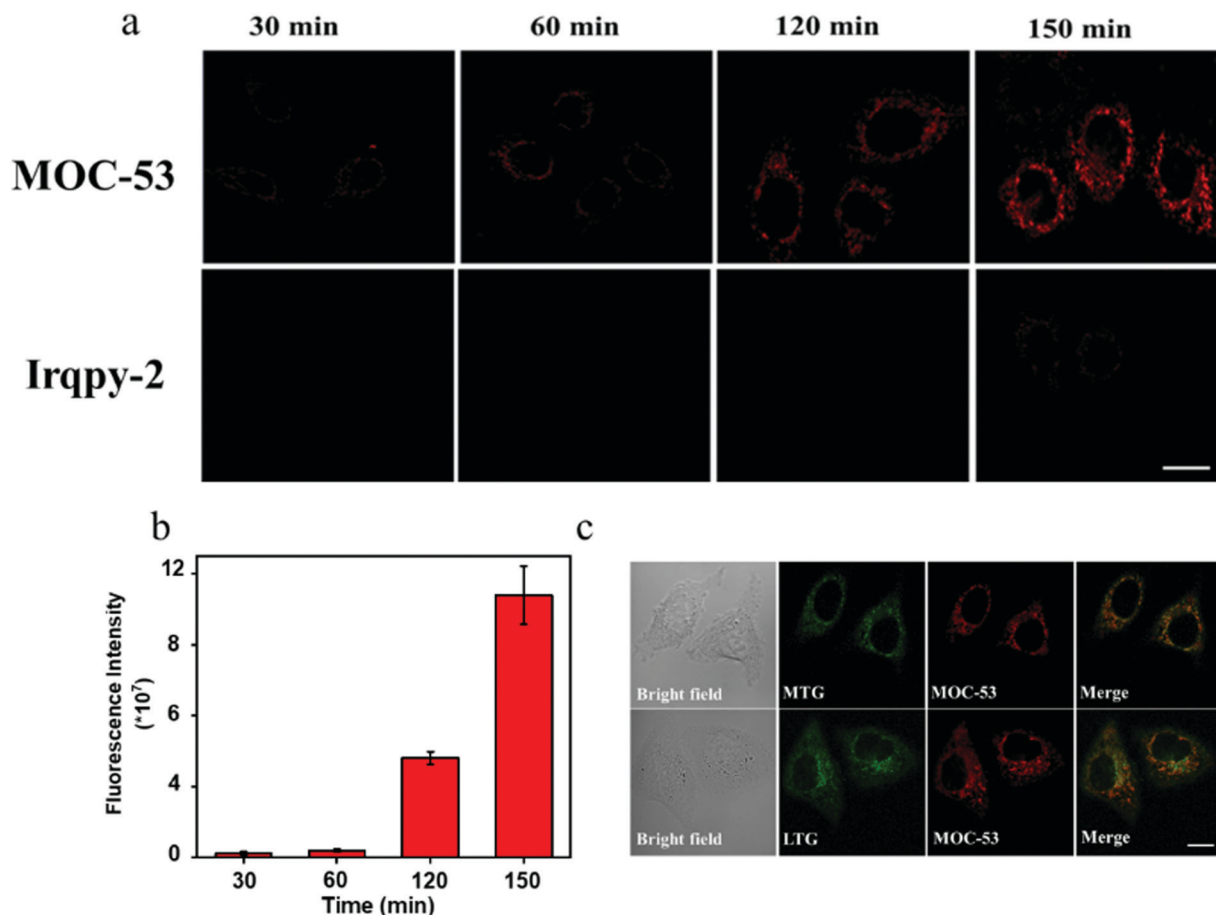 a
30 min
60 min
120 min
150 min
MOC-53
Irqpy-2
b
Fluorescence Intensity
(*10⁷)
12
8
6
4
0
30
60
120
150
Time (min)
c
Bright field
MTG
MOC-53
Merge
Bright field
LTG
MOC-53
Merge